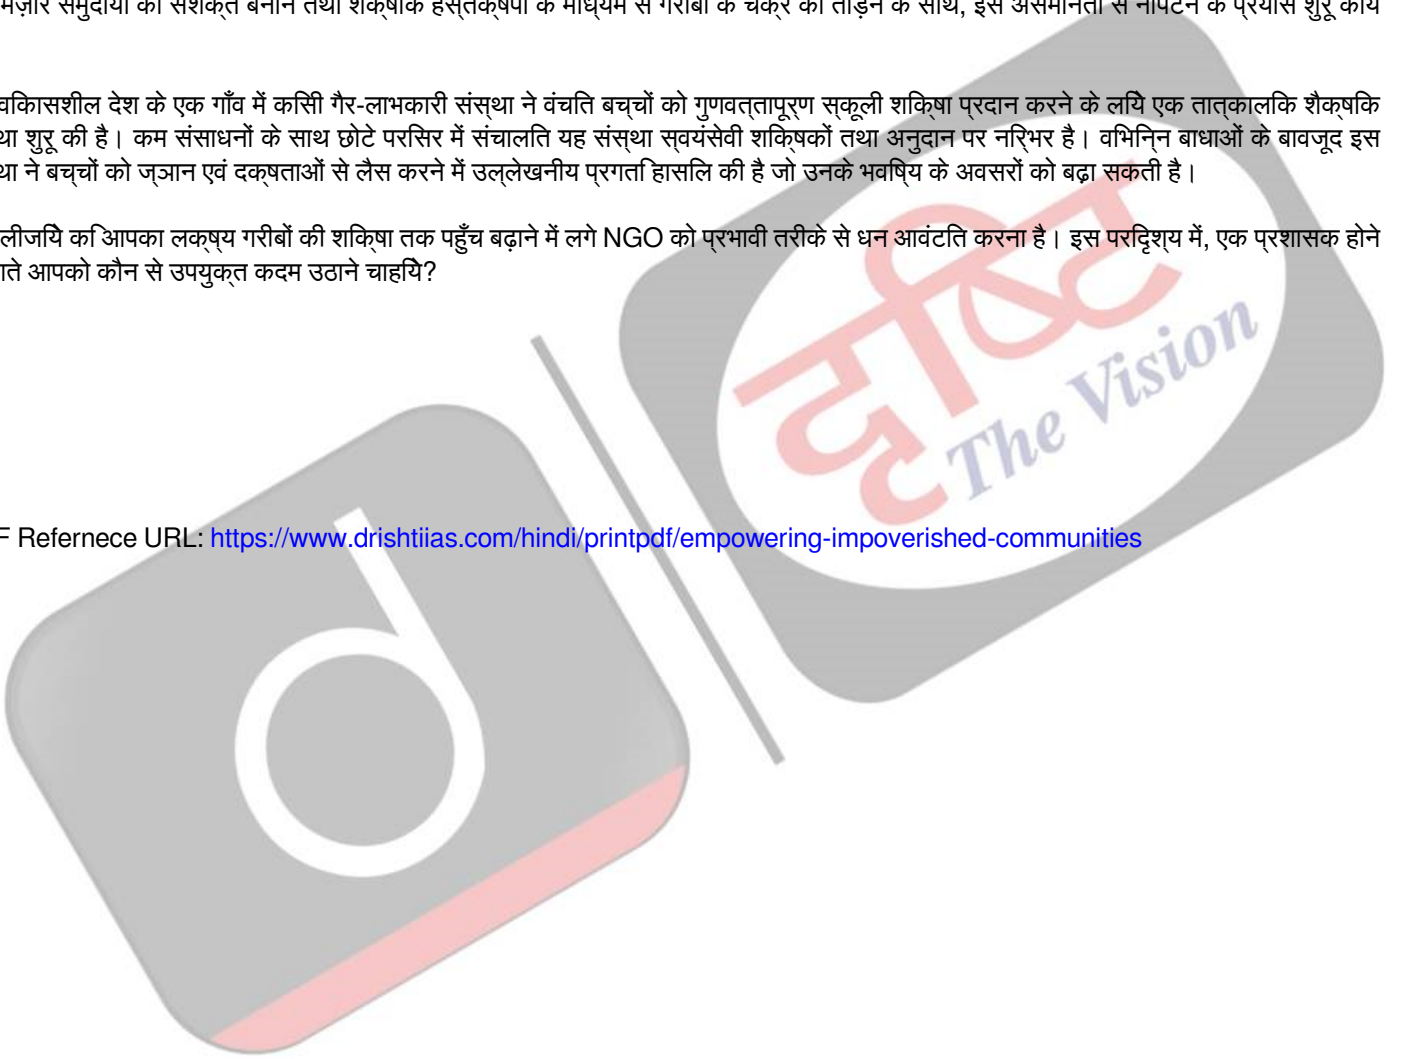 समुदायों को सशक्त बनाने तथा शैक्षिक हस्तक्षेपों के माध्यम से गरीबी के चक्र को तोड़ने के साथ, इस असमानता से निपटने के प्रयास शुरू किये
विकासशील देश के एक गाँव में किसी गैर-लाभकारी संस्था ने वंचित बच्चों को गुणवत्तापूर्ण स्कूली शिक्षा प्रदान करने के लिये एक तात्कालिक शैक्षिक
था शुरू की है। कम संसाधनों के साथ छोटे परिसर में संचालित यह संस्था स्वयंसेवी शिक्षकों तथा अनुदान पर निर्भर है। विभिन्न बाधाओं के बावजूद इस
था ने बच्चों को ज्ञान एवं दक्षताओं से लैस करने में उल्लेखनीय प्रगति हासिल की है जो उनके भविष्य के अवसरों को बढ़ा सकती है।
लीजिये कि आपका लक्ष्य गरीबों की शिक्षा तक पहुँच बढ़ाने में लगे NGO को प्रभावी तरीके से धन आवंटित करना है। इस परिदृश्य में, एक प्रशासक होने
ाते आपको कौन से उपयुक्त कदम उठाने चाहिये?
दृष्टि
The Vision
F Refernece URL: https://www.drishtiias.com/hindi/printpdf/empowering-impoverished-communities
d